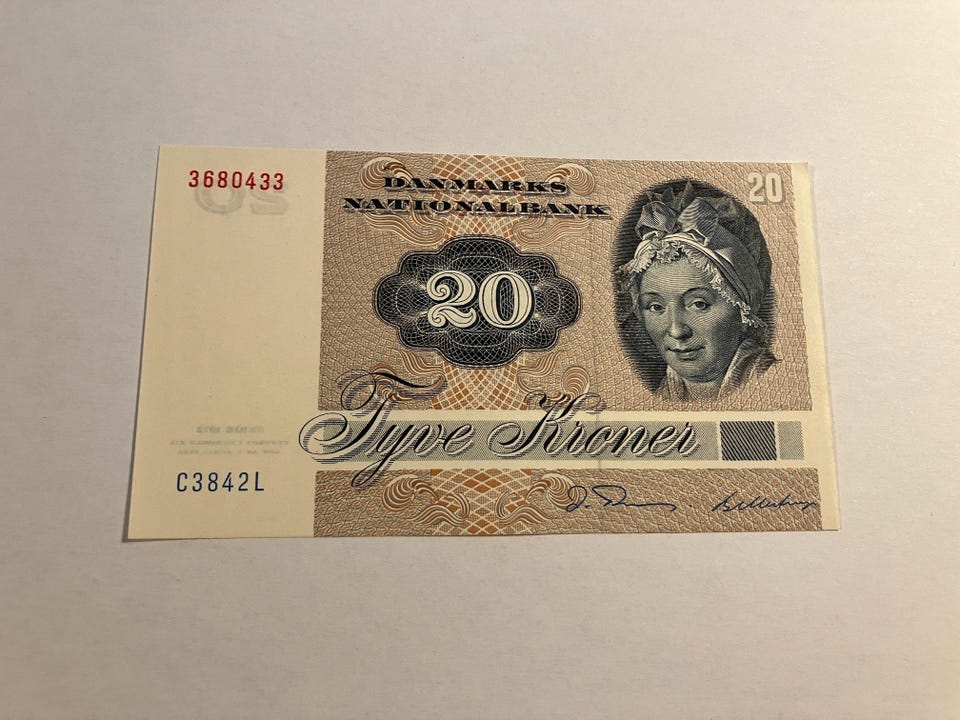 3680433
DANMARKS
NATIONALBANK
20
20
Tyve Kroner
C3842L